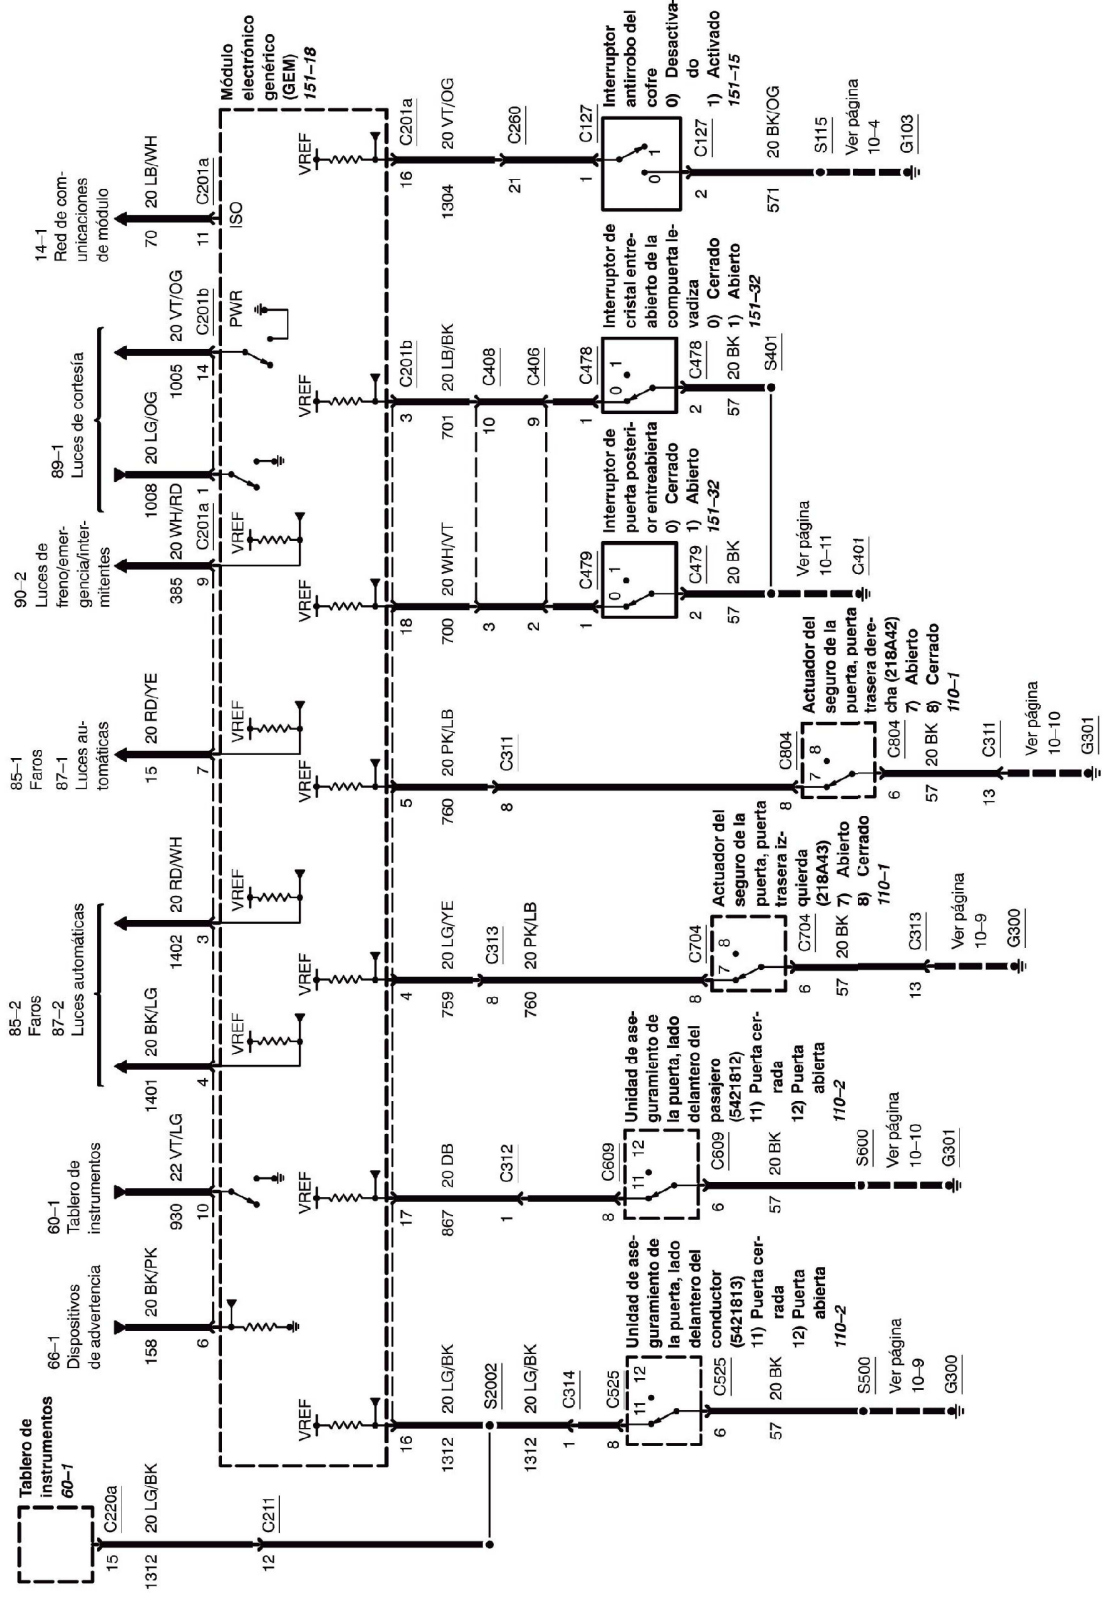 Tablero de
instrumentos
60–1
15
C220a
1312
20 LG/BK
12
C211
66–1
Dispositivos
de advertencia
158
20 BK/PK
6
60–1
Tablero de
instrumentos
930
22 VT/LG
10
85–2
Faros
87–2
Luces automáticas
1401
20 BK/LG
4
1402
20 RD/WH
3
85–1
Faros
87–1
Luces au-
tomáticas
15
20 RD/YE
7
90–2
Luces de
freno/emer-
gencia/inter-
mitentes
385
20 WH/RD
9
C201a
89–1
Luces de cortesía
1008
20 LG/OG
1
1005
20 VT/OG
14
C201b
14–1
Red de com-
unicaciones
de módulo
70
20 LB/WH
11
C201a
Módulo
electrónico
genérico
(GEM)
151–18
VREF
VREF
VREF
VREF
PWR
ISO
VREF
VREF
VREF
VREF
VREF
VREF
VREF
16
1312
20 LG/BK
S2002
1312
20 LG/BK
1
C314
8
C525
11
12
Unidad de ase-
guramiento de
la puerta, lado
delantero del
conductor
(5421813)
11) Puerta cer-
rada
12) Puerta
abierta
110–2
6
C525
57
20 BK
S500
Ver página
10–9
G300
17
867
20 DB
1
C312
8
C609
11
12
Unidad de ase-
guramiento de
la puerta, lado
delantero del
pasajero
(5421812)
11) Puerta cer-
rada
12) Puerta
abierta
110–2
6
C609
57
20 BK
S600
Ver página
10–10
G301
4
759
20 LG/YE
8
C313
760
20 PK/LB
8
C704
7
8
Actuador del
seguro de la
puerta, puerta
trasera iz-
quierda
(218A43)
7) Abierto
8) Cerrado
110–1
6
C704
57
20 BK
13
C313
Ver página
10–9
G300
5
760
20 PK/LB
8
C311
8
C804
7
8
Actuador del
seguro de la
puerta, puerta
trasera dere-
cha (218A42)
7) Abierto
8) Cerrado
110–1
6
C804
57
20 BK
13
C311
Ver página
10–10
G301
18
700
20 WH/VT
3
2
1
C479
0
1
Interruptor de
puerta posteri-
or entreabierta
0) Cerrado
1) Abierto
151–32
2
C479
57
20 BK
Ver página
10–11
G401
3
C201b
701
20 LB/BK
10
C408
9
C406
1
C478
0
1
Interruptor de
cristal entre-
abierto de la
compuerta le-
vadiza
0) Cerrado
1) Abierto
151–32
2
C478
57
20 BK
S401
16
C201a
1304
20 VT/OG
21
C260
1
C127
0
1
Interruptor
antirrobo del
cofre
0) Desactiva-
do
1) Activado
151–15
2
C127
571
20 BK/OG
S115
Ver página
10–4
G103